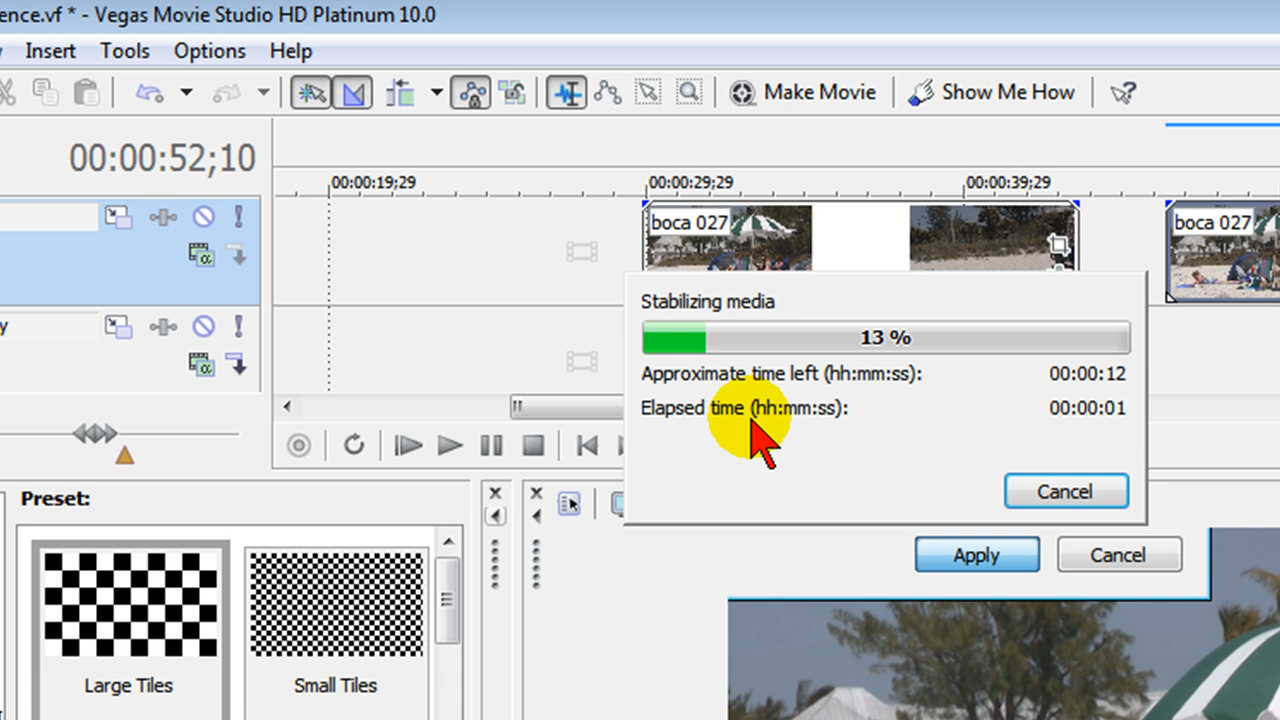 ence.vf * - Vegas Movie Studio HD Platinum 10.0
Insert Tools Options Help
Make Movie Show Me How
00:00:52;10
00:00:19;29 00:00:29;29 00:00:39;29
boca 027 boca 027
y
Stabilizing media
13 %
Approximate time left (hh:mm:ss): 00:00:12
Elapsed time (hh:mm:ss): 00:00:01
Cancel
Preset:
Apply Cancel
Large Tiles Small Tiles